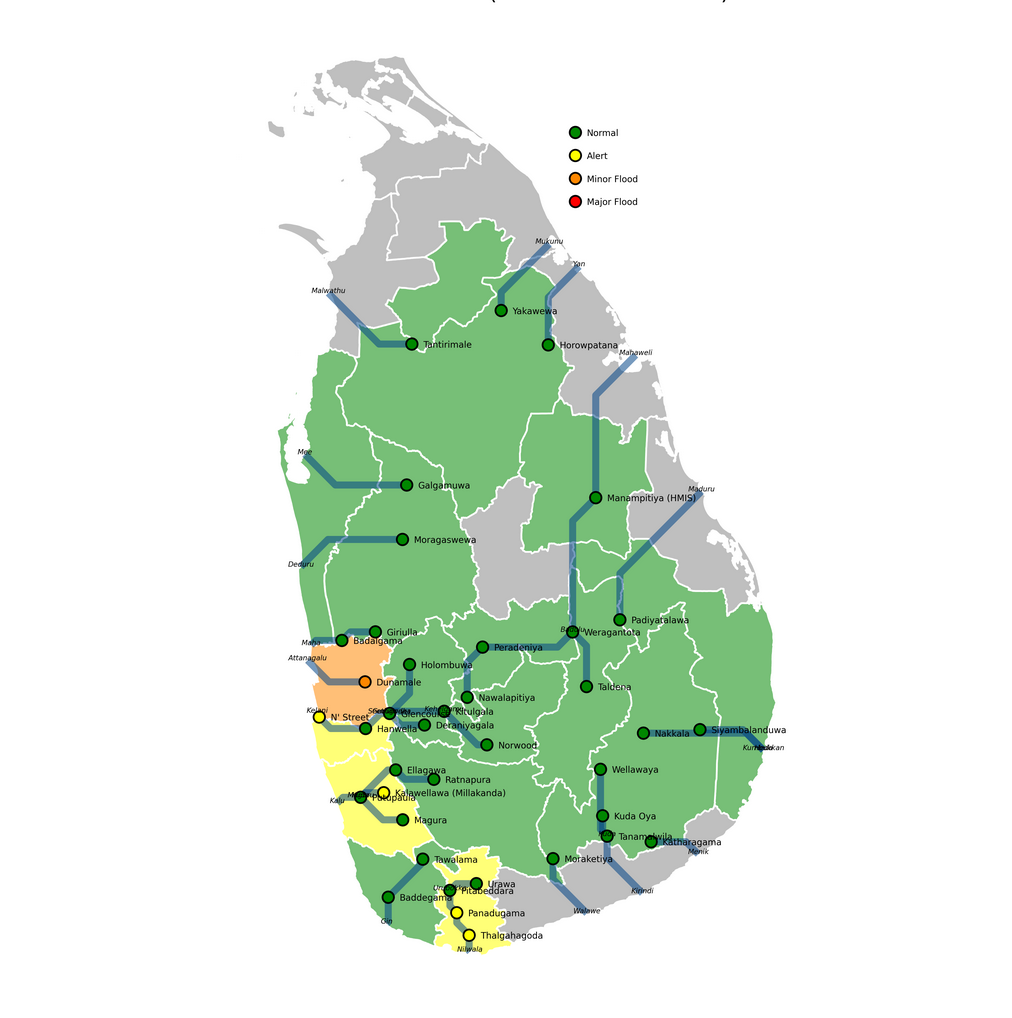 Normal
Alert
Minor Flood
Major Flood
Mukunu
Yan
Malwathu
Yakawewa
Tantirimale
Horowpatana
Mahaweli
Mee
Galgamuwa
Maduru
Manampitiya (HMIS)
Moragaswewa
Deduru
Padiyatalawa
Giriulla
Weragantota
Maha
Badalgama
Peradeniya
Attanagalu
Holombuwa
Dunamale
Taldena
Nawalapitiya
Kelani
N' Street
Glencourse
Kitulgala
Deraniyagala
Hanwella
Siyambalanduwa
Nakkala
Norwood
Ellagawa
Wellawaya
Ratnapura
Kalawellawa (Millakanda)
Kalu
Putupaula
Kuda Oya
Magura
Tanamalwila
Katharagama
Menik
Tawalama
Moraketiya
Urawa
Pitabeddara
Kirindi
Baddegama
Panadugama
Walawe
Gin
Thalgahagoda
Nilwala